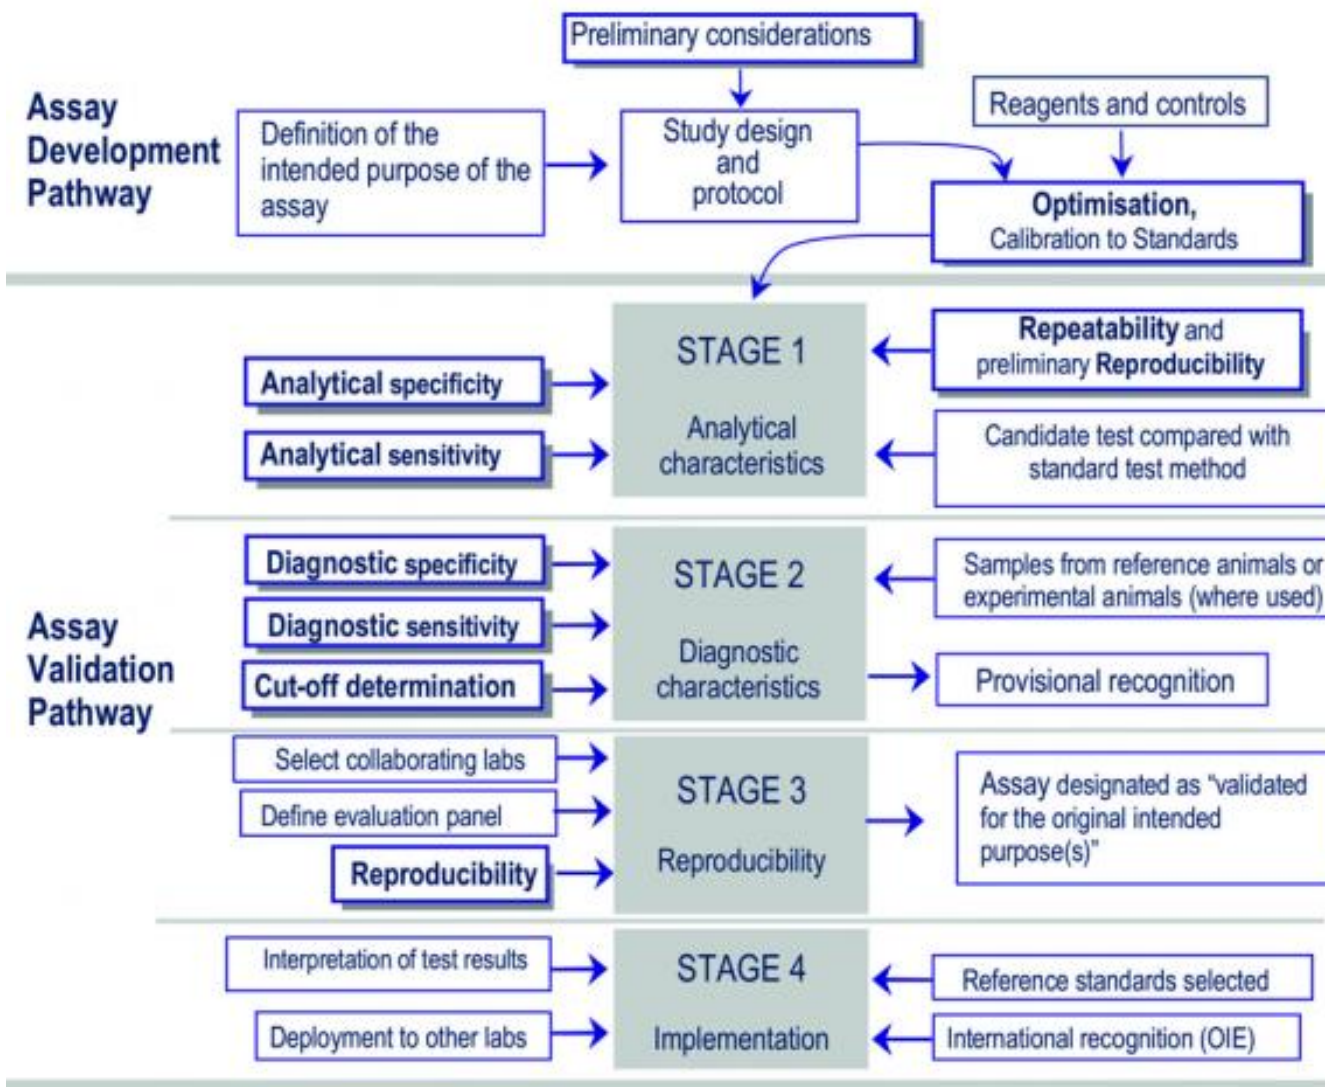 Preliminary considerations
Assay
Development
Pathway
Definition of the
intended purpose of the
assay
Study design
and
protocol
Reagents and controls
Optimisation,
Calibration to Standards
STAGE 1
Analytical
characteristics
Analytical specificity
Analytical sensitivity
Repeatability and
preliminary Reproducibility
Candidate test compared with
standard test method
Assay
Validation
Pathway
Diagnostic specificity
Diagnostic sensitivity
Cut-off determination
STAGE 2
Diagnostic
characteristics
Samples from reference animals or
experimental animals (where used)
Provisional recognition
Select collaborating labs
Define evaluation panel
Reproducibility
STAGE 3
Reproducibility
Assay designated as “validated
for the original intended
purpose(s)”
Interpretation of test results
Deployment to other labs
STAGE 4
Implementation
Reference standards selected
International recognition (OIE)